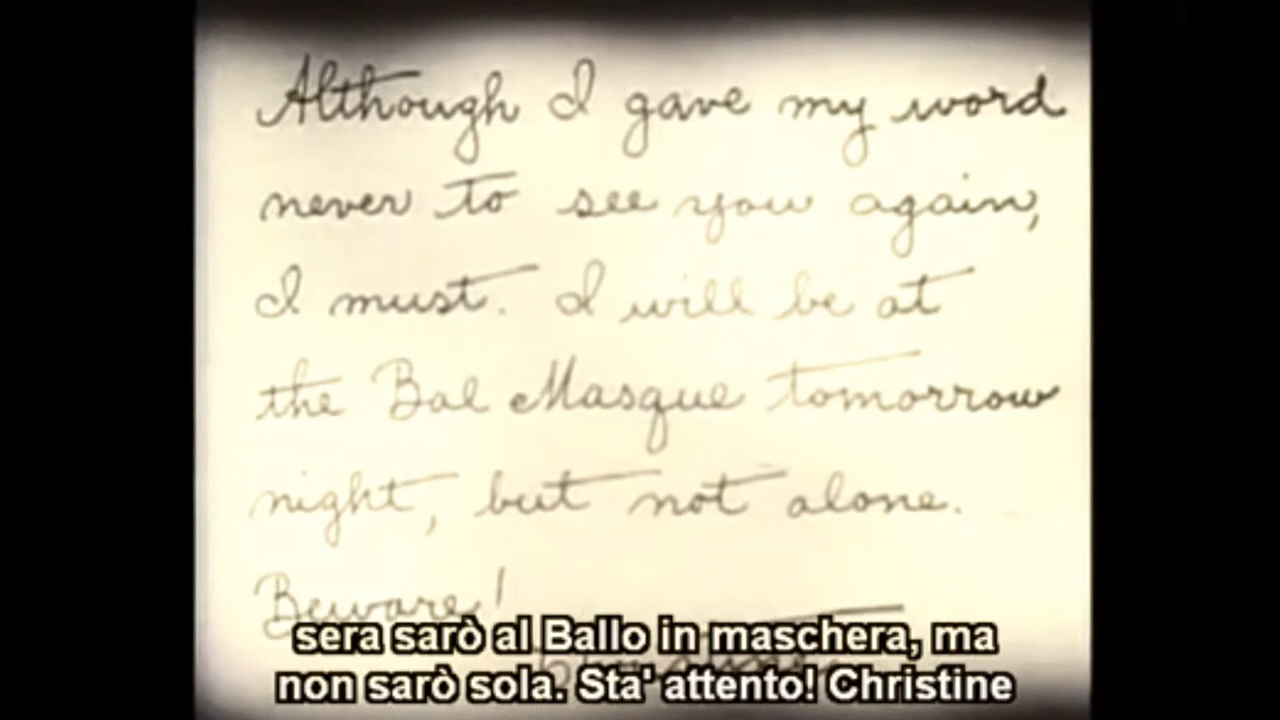 Although I gave my word
never to see you again,
I must. I will be at
the Bal Masque tomorrow
night, but not alone.
Beware!
sera sarò al Ballo in maschera, ma
non sarò sola. Sta' attento! Christine